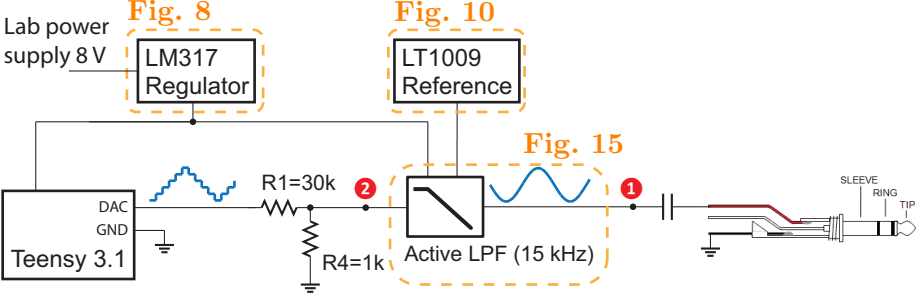 Fig. 8
Fig. 10
Lab power
supply 8 V
LM317
Regulator
LT1009
Reference
Fig. 15
SLEEVE
RING
TIP
R1=30k
2
1
DAC
GND
Teensy 3.1
R4=1k
Active LPF (15 kHz)